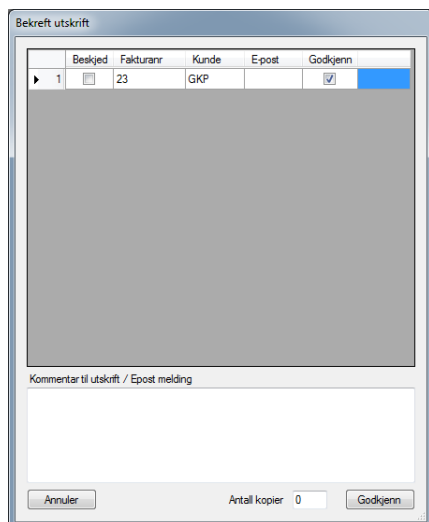 Bekreft utskrift
Beskjed Fakturanr Kunde E-post Godkjenn
1 23 GKP
Kommentar til utskrift / Epost melding
Annuler Antall kopier 0 Godkjenn